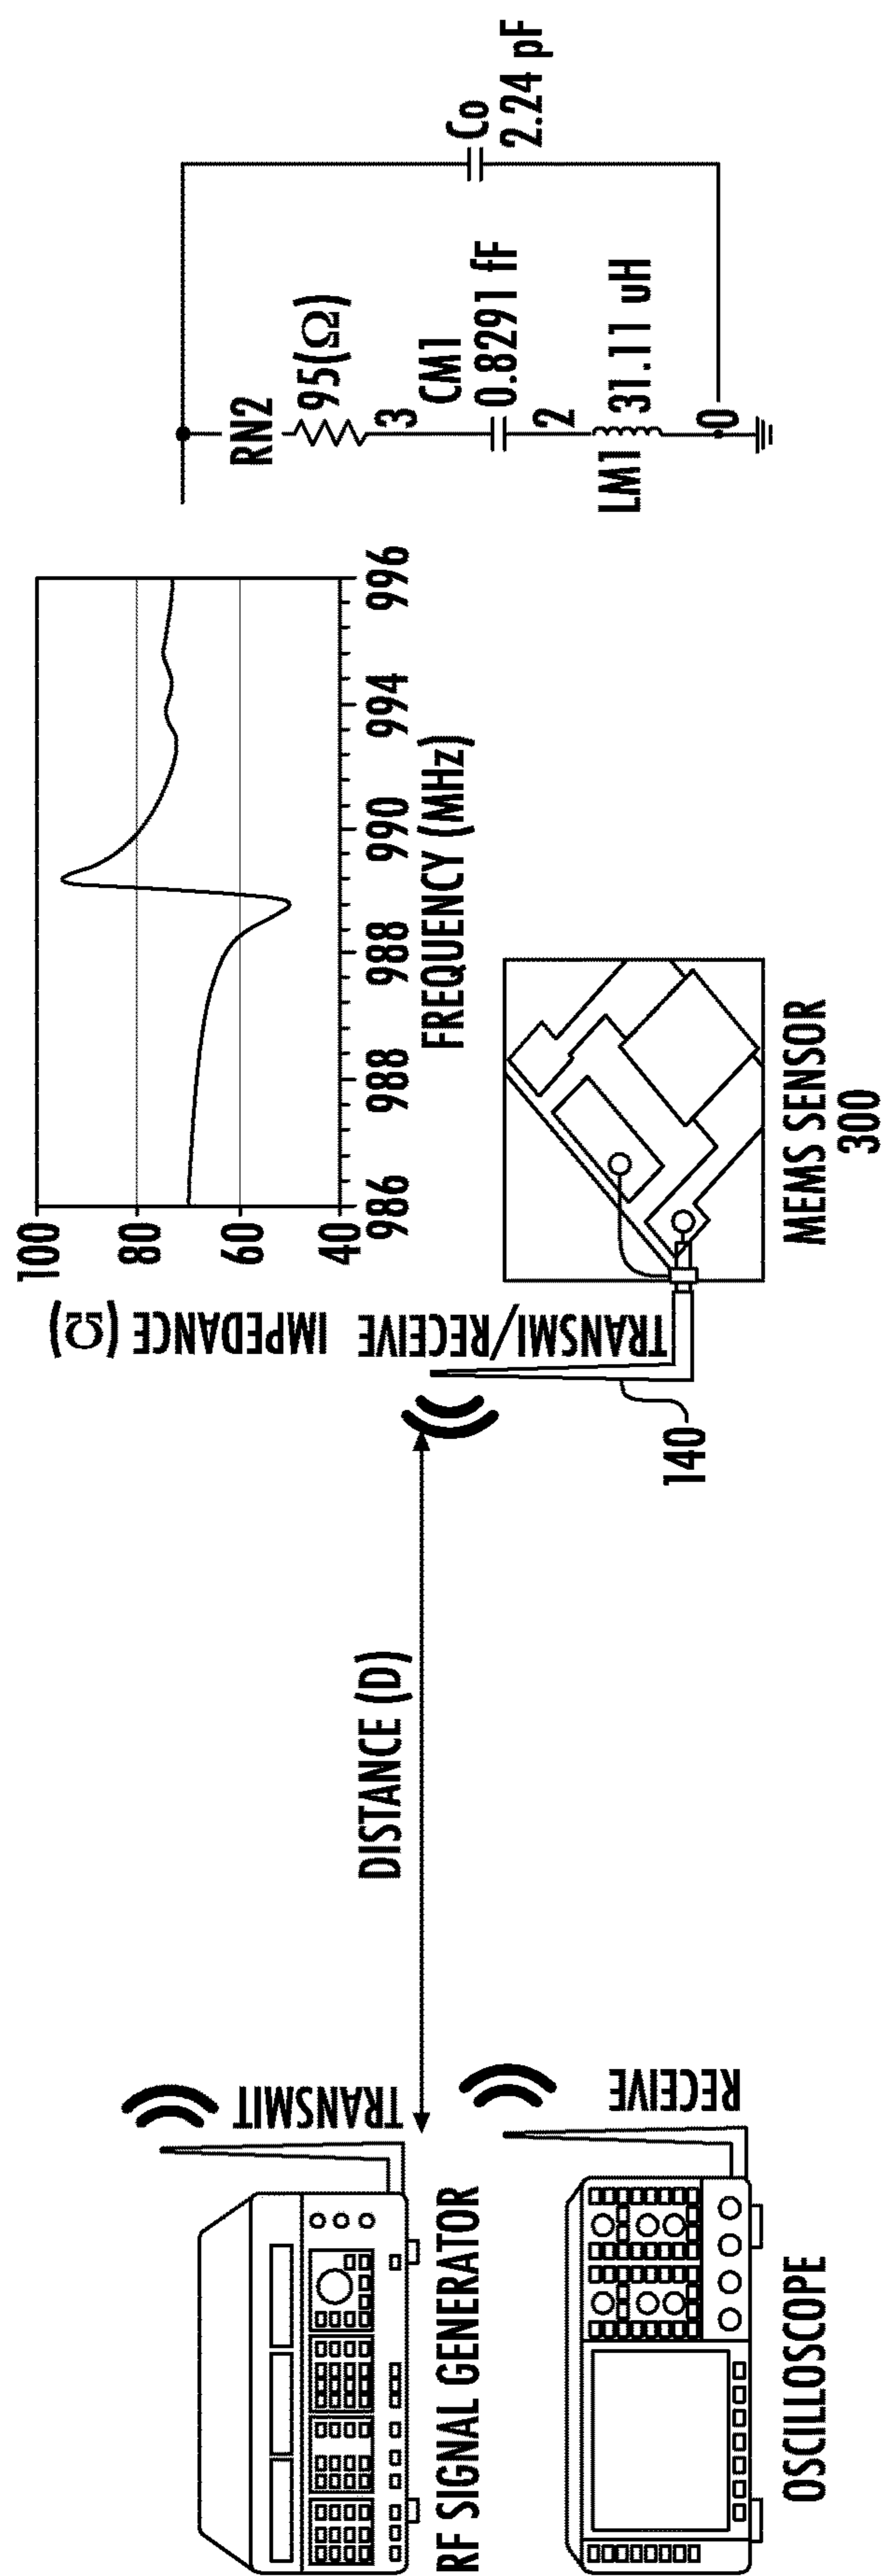 TRANSMIT
RF SIGNAL GENERATOR
RECEIVE
OSCILLOSCOPE
DISTANCE (D)
TRANSMI/RECEIVE
140
MEMS SENSOR
300
IMPEDANCE (Ω)
100
80
60
40
986
988
988
990
994
996
FREQUENCY (MHz)
RN2
95(Ω)
3
CM1
0.8291 fF
2
LM1
31.11 uH
0
Co
2.24 pF